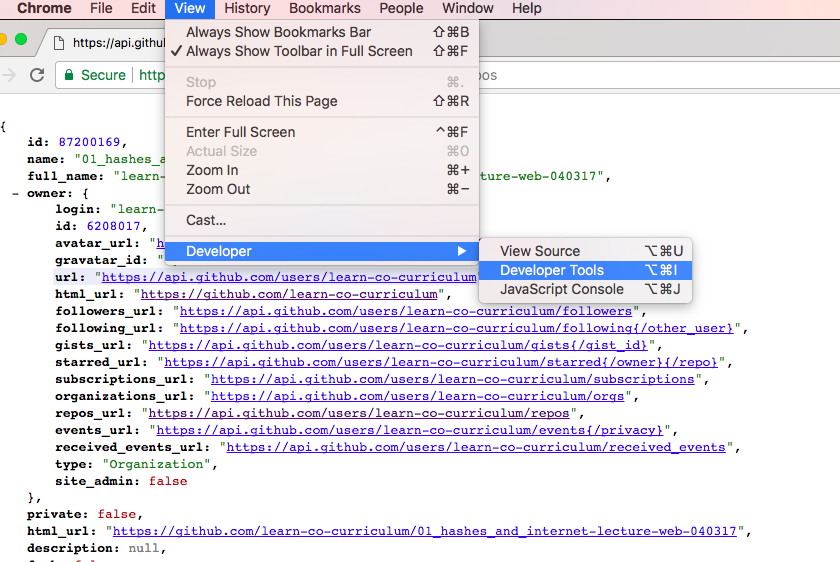 Chrome File Edit View History Bookmarks People Window Help
https://api.githu
Always Show Bookmarks Bar ⇧⌘B
✓ Always Show Toolbar in Full Screen ⇧⌘F
Secure
Stop ⌘.
Force Reload This Page ⇧⌘R
Enter Full Screen ^⌘F
Actual Size ⌘0
Zoom In ⌘+
Zoom Out ⌘−
Cast...
Developer ▶
View Source ⌥⌘U
Developer Tools ⌥⌘I
JavaScript Console ⌥⌘J
{
id: 87200169,
name: "01_hashes_a
full_name: "learn- ture-web-040317",
- owner: {
login: "learn-
id: 6208017,
avatar_url: "h
gravatar_id: "
url: "https://api.github.com/users/learn-co-curriculum"
html_url: "https://github.com/learn-co-curriculum",
followers_url: "https://api.github.com/users/learn-co-curriculum/followers",
following_url: "https://api.github.com/users/learn-co-curriculum/following{/other_user}",
gists_url: "https://api.github.com/users/learn-co-curriculum/gists{/gist_id}",
starred_url: "https://api.github.com/users/learn-co-curriculum/starred{/owner}{/repo}",
subscriptions_url: "https://api.github.com/users/learn-co-curriculum/subscriptions",
organizations_url: "https://api.github.com/users/learn-co-curriculum/orgs",
repos_url: "https://api.github.com/users/learn-co-curriculum/repos",
events_url: "https://api.github.com/users/learn-co-curriculum/events{/privacy}",
received_events_url: "https://api.github.com/users/learn-co-curriculum/received_events",
type: "Organization",
site_admin: false
},
private: false,
html_url: "https://github.com/learn-co-curriculum/01_hashes_and_internet-lecture-web-040317",
description: null,